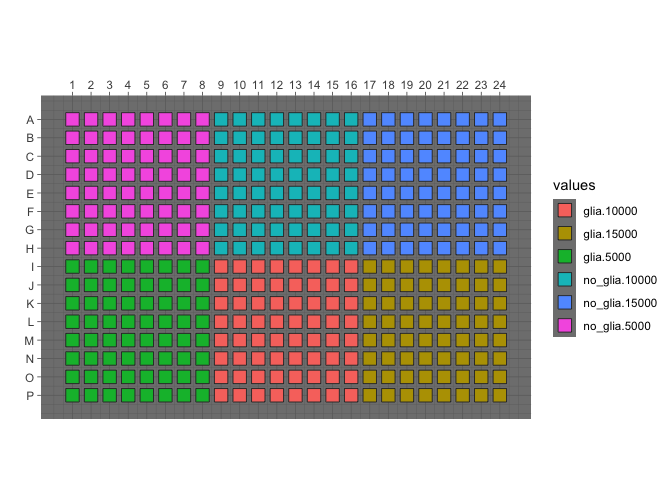 1 2 3 4 5 6 7 8 9 10 11 12 13 14 15 16 17 18 19 20 21 22 23 24
A
B
C
D
E
F
G
H
I
J
K
L
M
N
O
P
values
glia.10000
glia.15000
glia.5000
no_glia.10000
no_glia.15000
no_glia.5000